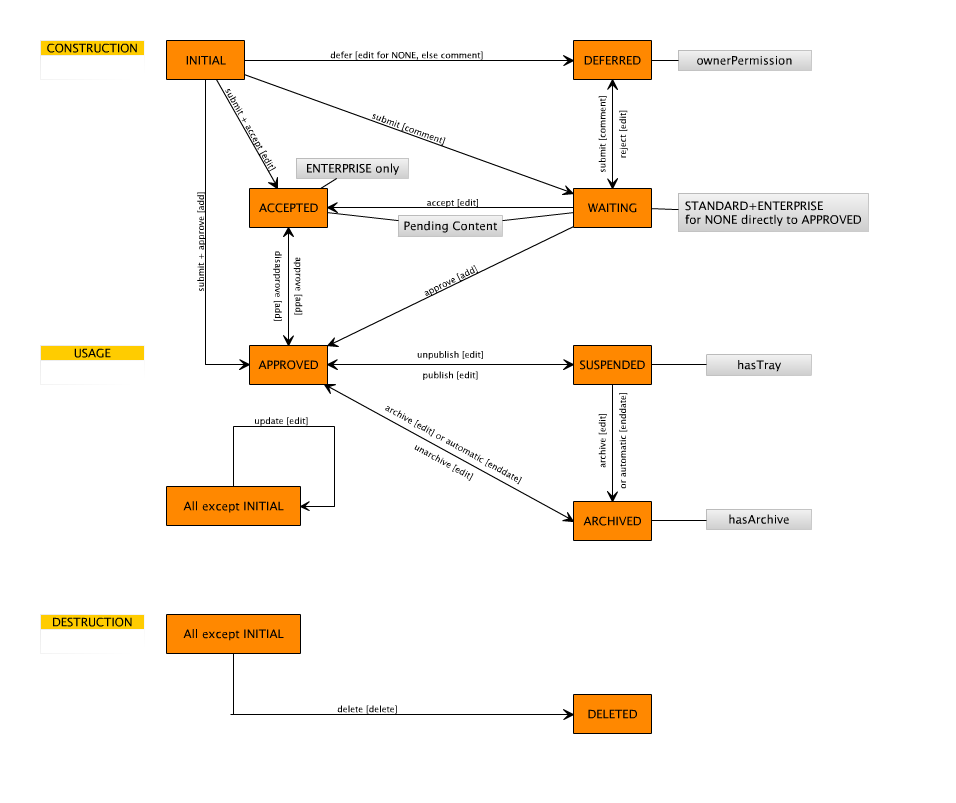 CONSTRUCTION
INITIAL
defer [edit for NONE, else comment]
DEFERRED
ownerPermission
submit + accept [edit]
submit [comment]
submit [comment]
reject [edit]
ENTERPRISE only
ACCEPTED
accept [edit]
WAITING
STANDARD+ENTERPRISE
for NONE directly to APPROVED
Pending Content
submit + approve [add]
disapprove [add]
approve [add]
approve [add]
USAGE
APPROVED
unpublish [edit]
publish [edit]
SUSPENDED
hasTray
archive [edit] or automatic [enddate]
unarchive [edit]
archive [edit]
or automatic [enddate]
update [edit]
All except INITIAL
ARCHIVED
hasArchive
DESTRUCTION
All except INITIAL
delete [delete]
DELETED